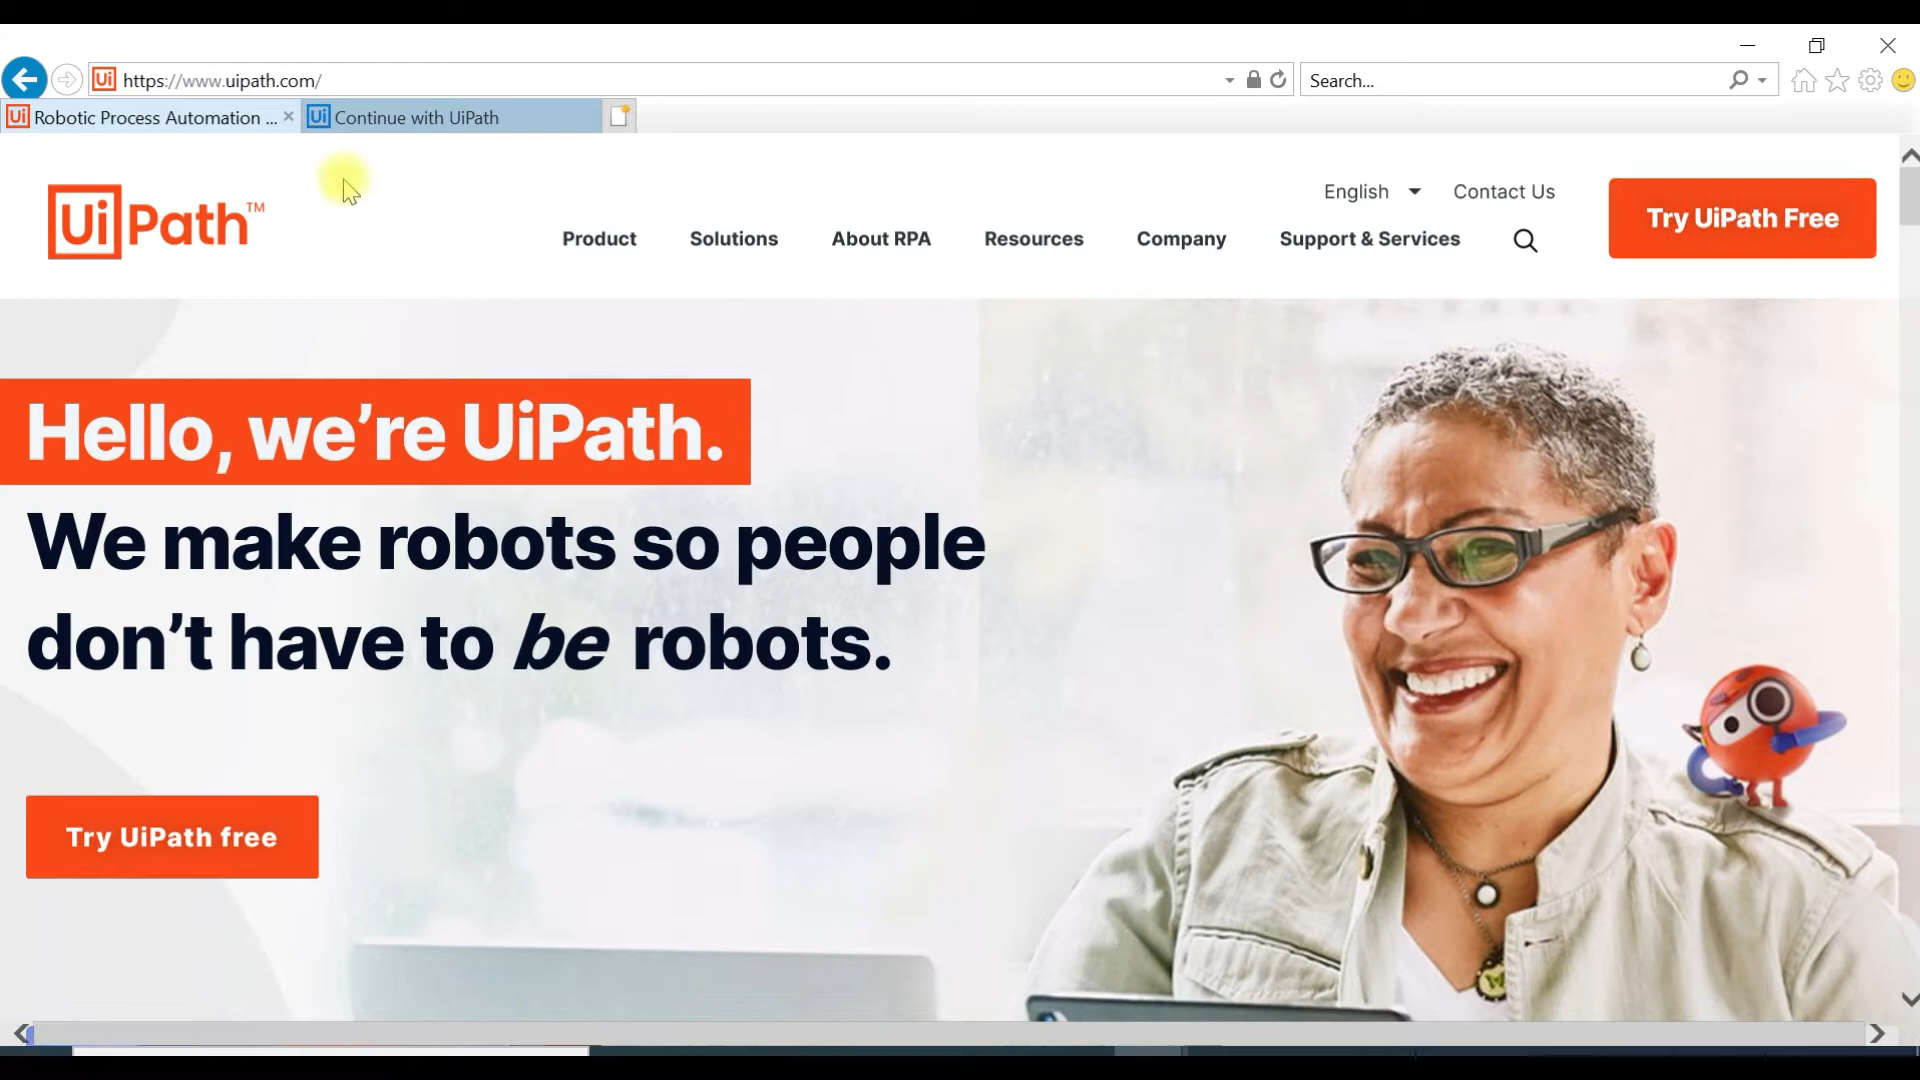 https://www.uipath.com/
Search...
Ui Robotic Process Automation ...
Ui Continue with UiPath
UiPath™
English
Contact Us
Try UiPath Free
Product
Solutions
About RPA
Resources
Company
Support & Services
Hello, we’re UiPath.
We make robots so people
don’t have to be robots.
Try UiPath free